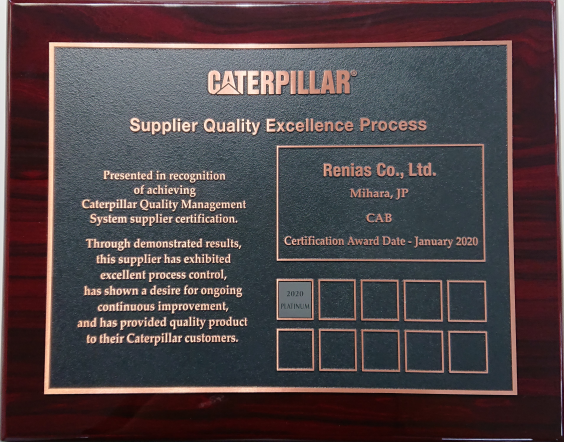 CATERPILLAR®
Supplier Quality Excellence Process
Presented in recognition
of achieving
Caterpillar Quality Management
System supplier certification.
Through demonstrated results,
this supplier has exhibited
excellent process control,
has shown a desire for ongoing
continuous improvement,
and has provided quality product
to their Caterpillar customers.
Renias Co., Ltd.
Mihara, JP
CAB
Certification Award Date - January 2020
2020
PLATINUM